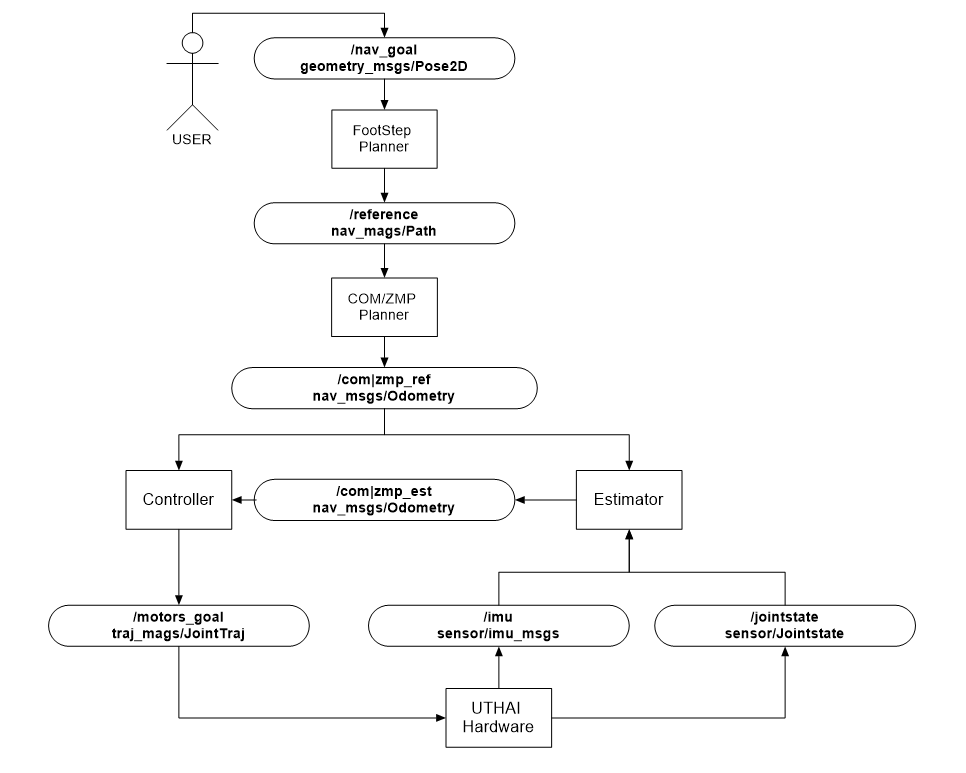 /nav_goal
geometry_msgs/Pose2D
USER
FootStep
Planner
/reference
nav_mags/Path
COM/ZMP
Planner
/com|zmp_ref
nav_msgs/Odometry
Controller
/com|zmp_est
nav_msgs/Odometry
Estimator
/motors_goal
traj_mags/JointTraj
/imu
sensor/imu_msgs
/jointstate
sensor/Jointstate
UTHAI
Hardware